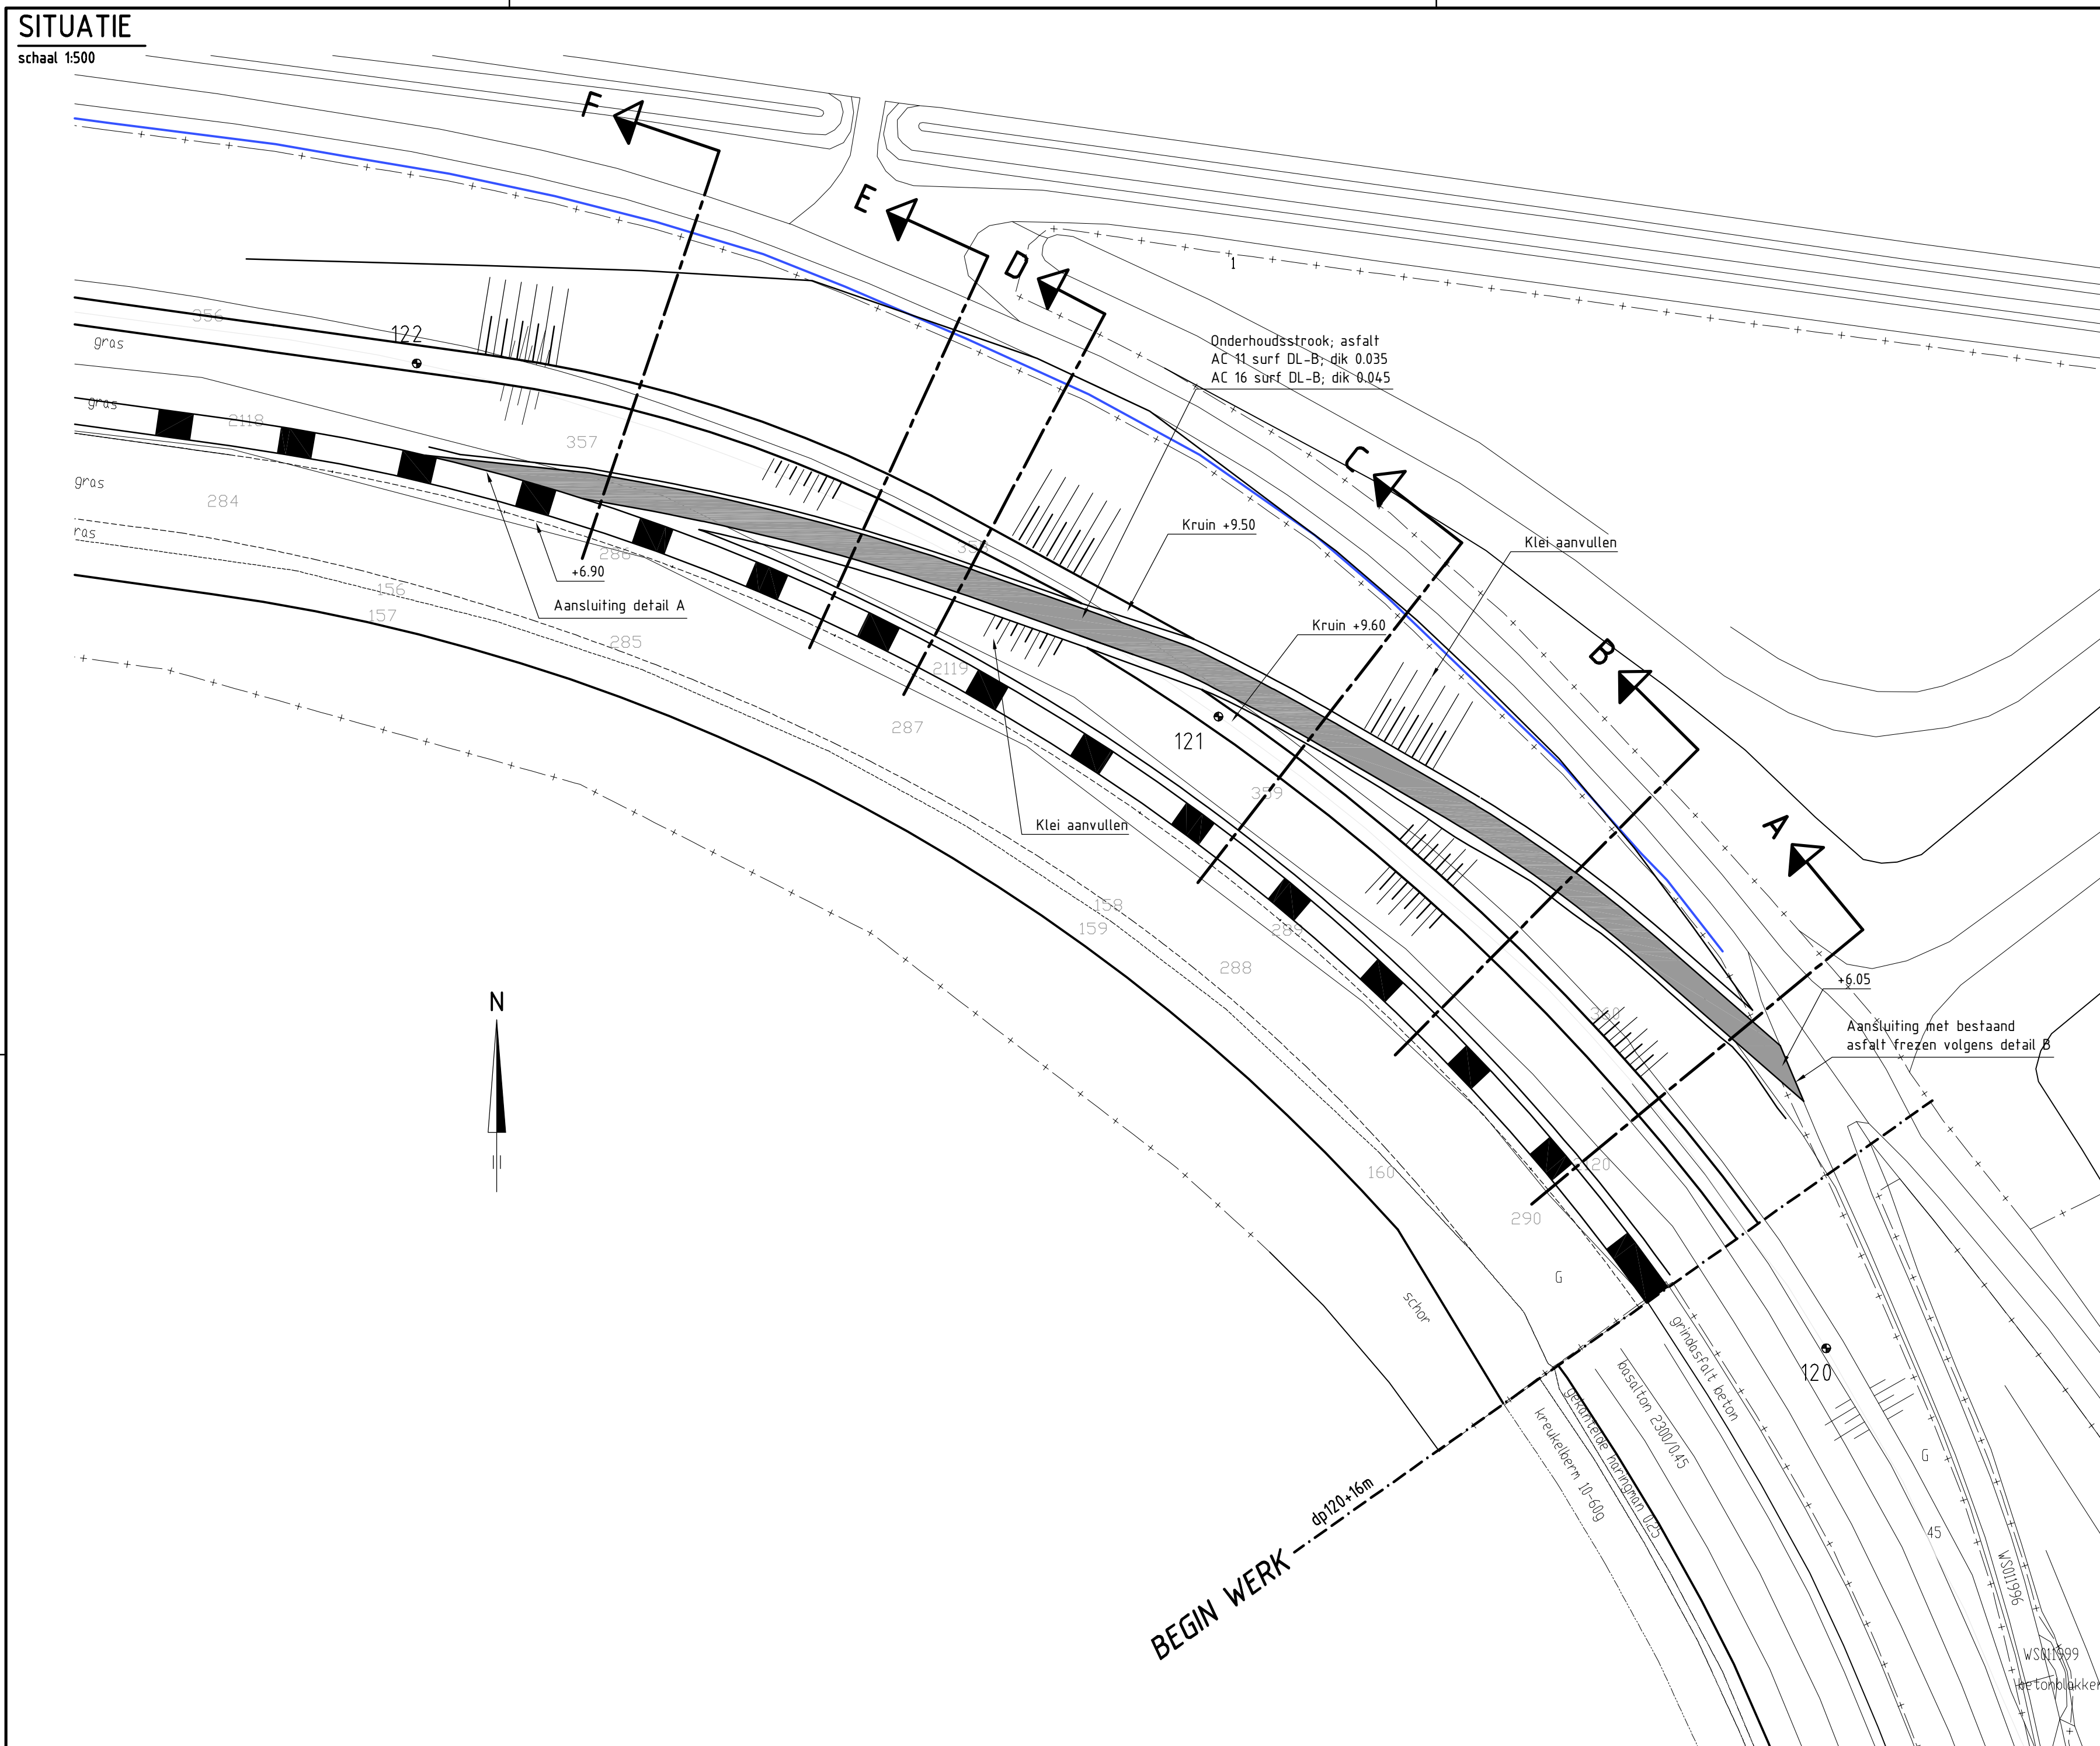 SITUATIE
schaal 1:500
F
E
D
1
356
122
gras
Onderhoudsstrook; asfalt
AC 11 surf DL-B; dik 0.035
AC 16 surf DL-B; dik 0.045
gras
2118
357
C
gras
284
Kruin +9.50
Klei aanvullen
ras
286
+6.90
156
Aansluiting detail A
157
285
Kruin +9.60
B
2119
287
121
359
Klei aanvullen
A
158
159
289
288
+6.05
N
360
Aansluiting met bestaand
asfalt frezen volgens detail B
160
290
G
schor
grindasfalt beton
basalton 2300/0.45
gekantelde haringman 0.25
kreukelberm 10-60g
120
G
dp120+16m
BEGIN WERK
45
WS011996
WS011999
betonblokken